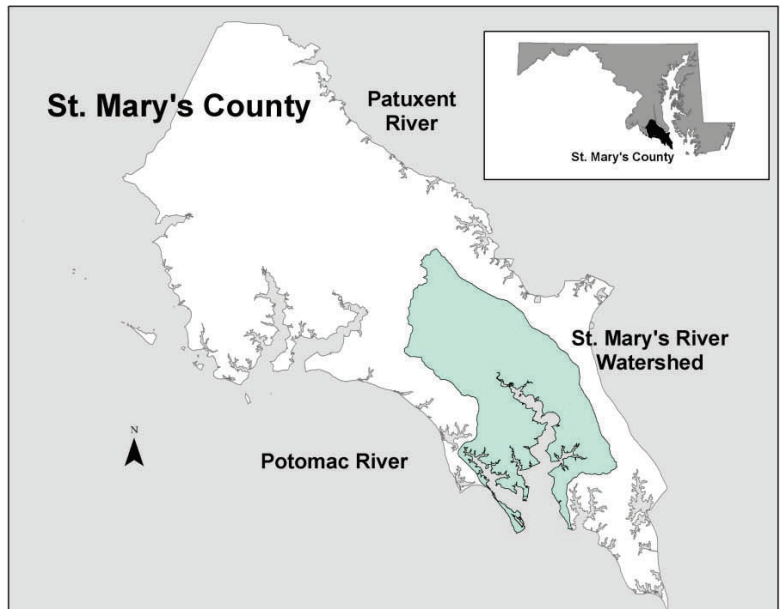 St. Mary's County
Patuxent
River
St. Mary's County
St. Mary's River
Watershed
N
Potomac River